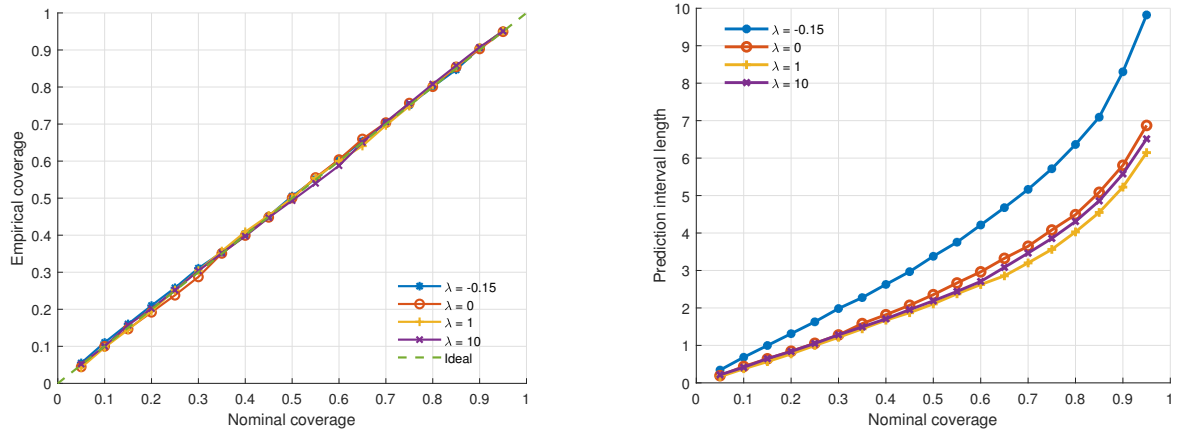 1
0.9
0.8
0.7
0.6
0.5
0.4
0.3
0.2
0.1
0
Empirical coverage
λ = -0.15
λ = 0
λ = 1
λ = 10
Ideal
0 0.1 0.2 0.3 0.4 0.5 0.6 0.7 0.8 0.9 1
Nominal coverage
10
9
8
7
6
5
4
3
2
1
0
Prediction interval length
λ = -0.15
λ = 0
λ = 1
λ = 10
0 0.1 0.2 0.3 0.4 0.5 0.6 0.7 0.8 0.9 1
Nominal coverage